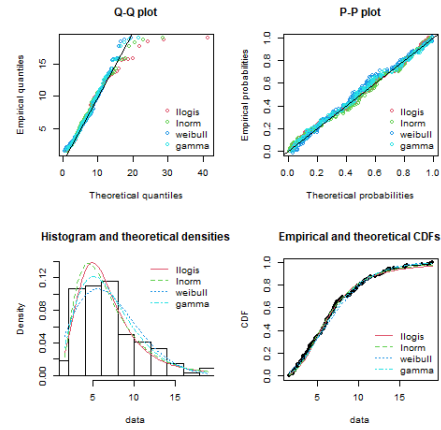 Q-Q plot
Empirical quantiles
15
10
5
llogis
lnorm
weibull
gamma
0 10 20 30 40
Theoretical quantiles
P-P plot
Empirical probabilities
1.0
0.8
0.6
0.4
0.2
0.0
llogis
lnorm
weibull
gamma
0.0 0.2 0.4 0.6 0.8 1.0
Theoretical probabilities
Histogram and theoretical densities
Density
0.12
0.08
0.04
0.00
llogis
lnorm
weibull
gamma
5 10 15
data
Empirical and theoretical CDFs
CDF
1.0
0.8
0.6
0.4
0.2
0.0
llogis
lnorm
weibull
gamma
5 10 15
data